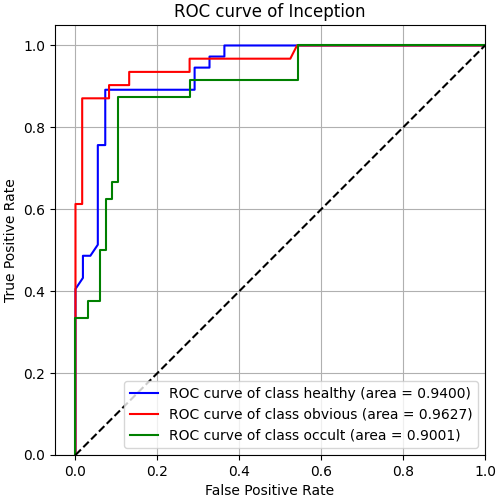 ROC curve of Inception
1.0
0.8
0.6
0.4
0.2
0.0
True Positive Rate
ROC curve of class healthy (area = 0.9400)
ROC curve of class obvious (area = 0.9627)
ROC curve of class occult (area = 0.9001)
0.0 0.2 0.4 0.6 0.8 1.0
False Positive Rate